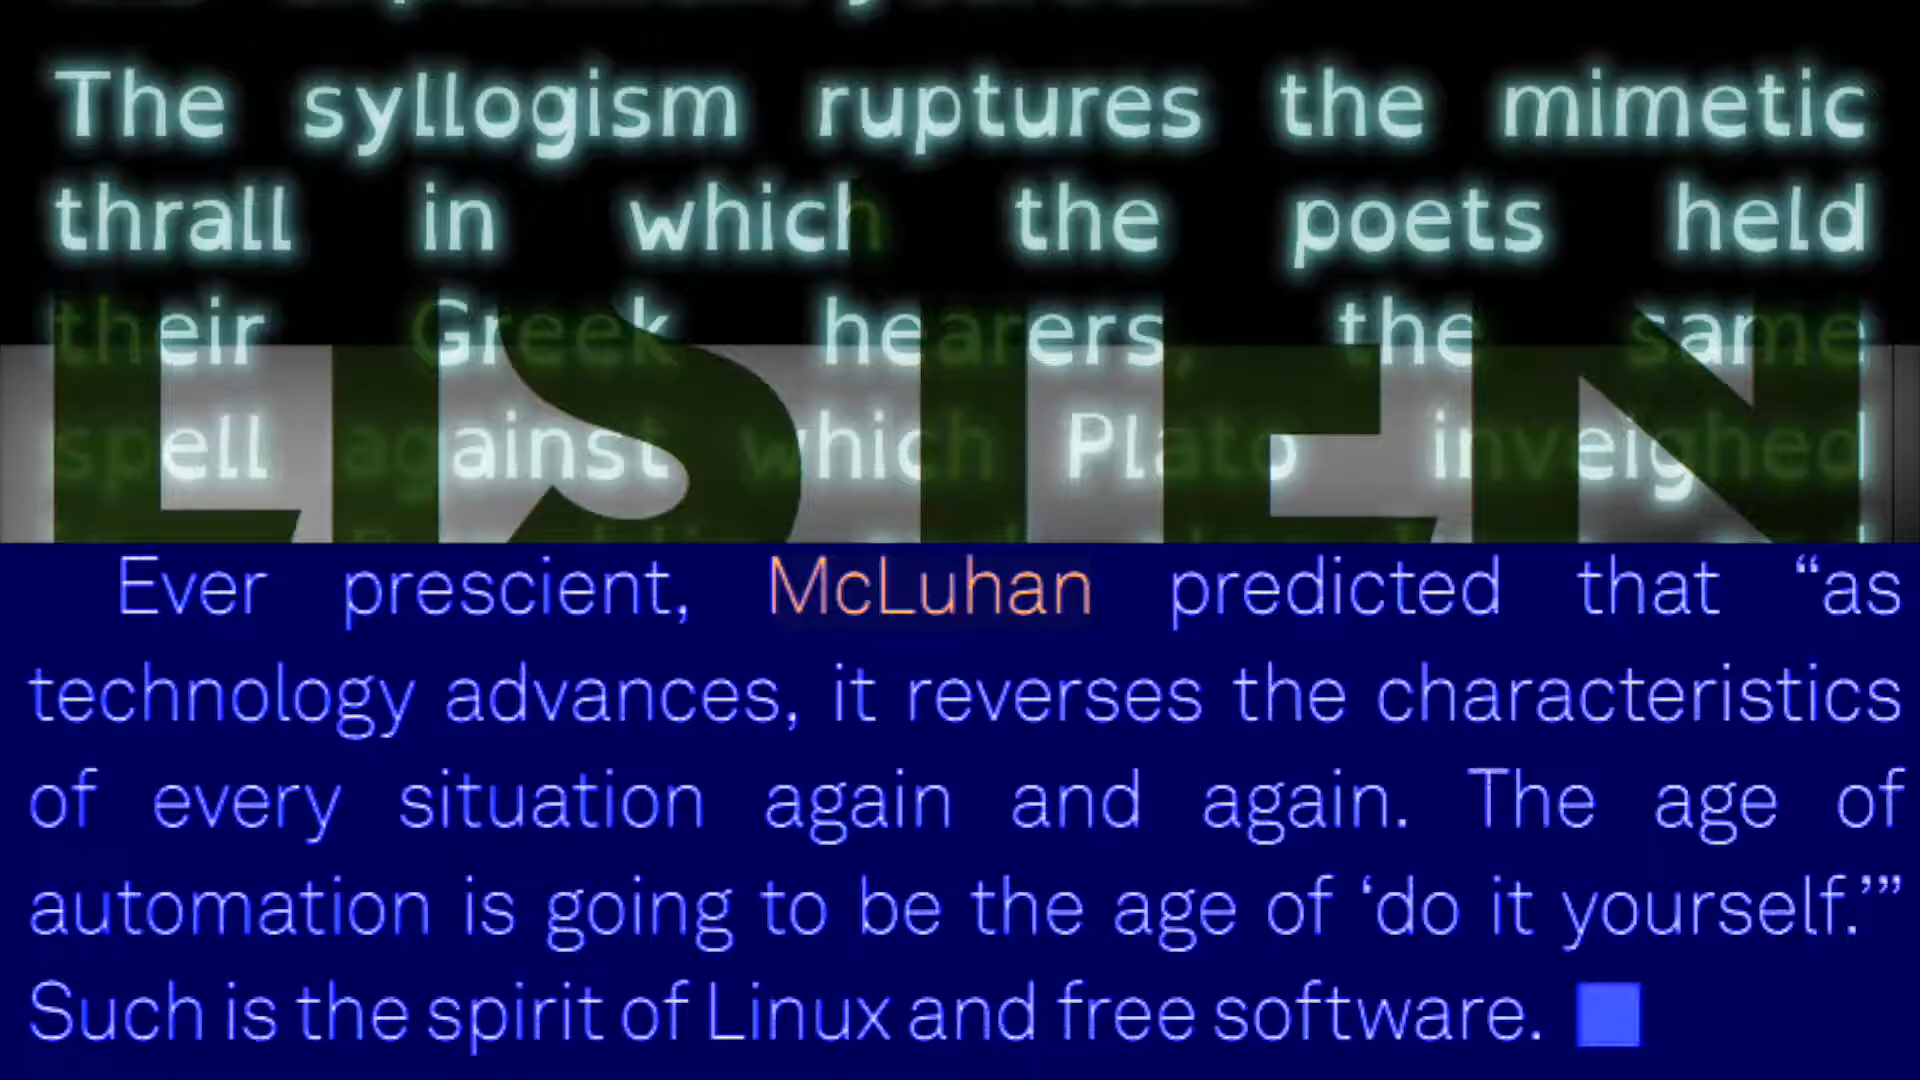 The syllogism ruptures the mimetic
thrall in which the poets held
their Greek hearers, the same
spell against which Plato inveighed
LISTEN
Ever prescient, McLuhan predicted that “as
technology advances, it reverses the characteristics
of every situation again and again. The age of
automation is going to be the age of ‘do it yourself.’”
Such is the spirit of Linux and free software.